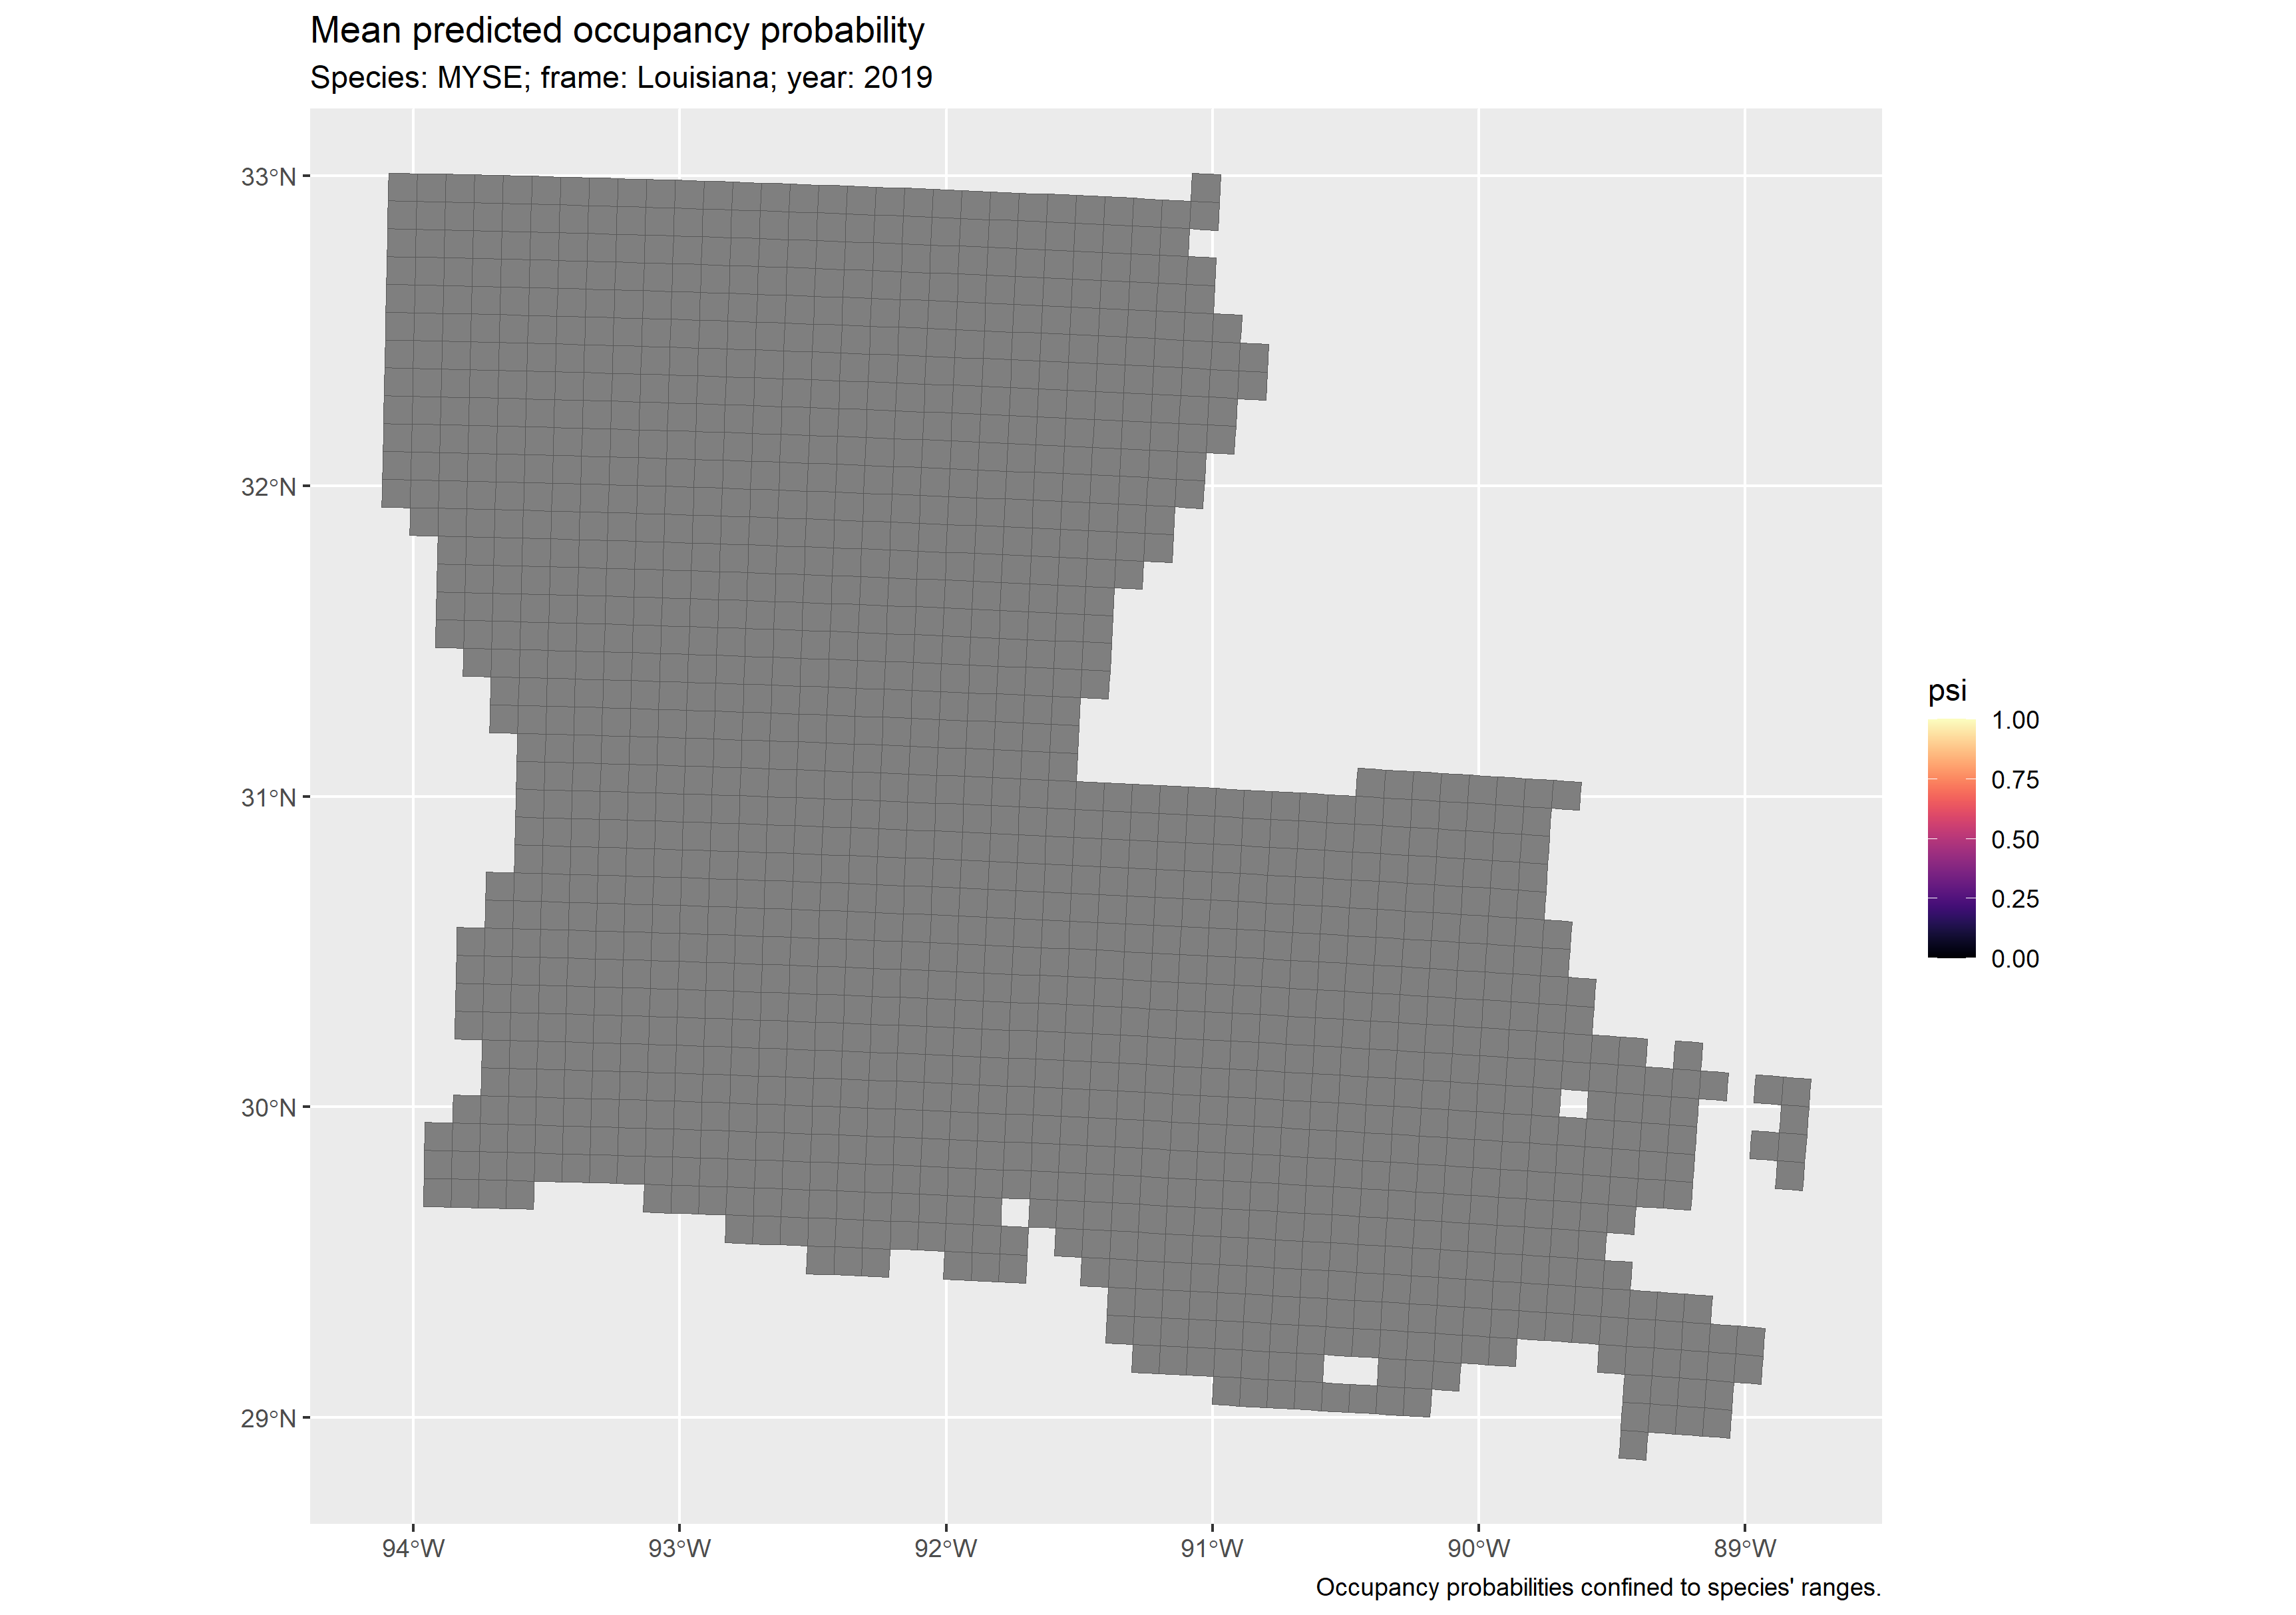 Mean predicted occupancy probability
Species: MYSE; frame: Louisiana; year: 2019
33°N
32°N
31°N
30°N
29°N
94°W
93°W
92°W
91°W
90°W
89°W
psi
1.00
0.75
0.50
0.25
0.00
Occupancy probabilities confined to species' ranges.